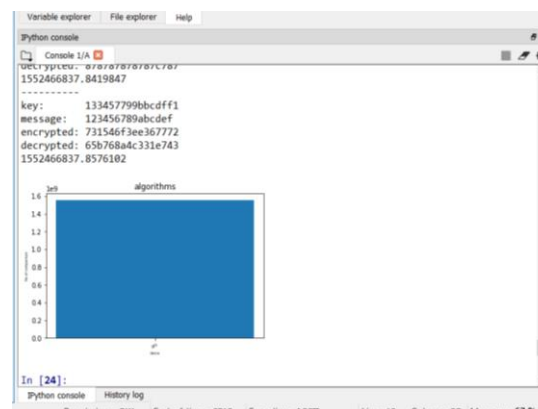 Variable explorer File explorer Help
IPython console
Console 1/A
decrypted: 878787878787c787
1552466837.8419847
----------
key: 133457799bbcdff1
message: 123456789abcdef
encrypted: 731546f3ee367772
decrypted: 65b768a4c331e743
1552466837.8576102
algorithms
1e9
1.6
1.4
1.2
1.0
0.8
0.6
0.4
0.2
0.0
In [24]:
IPython console History log